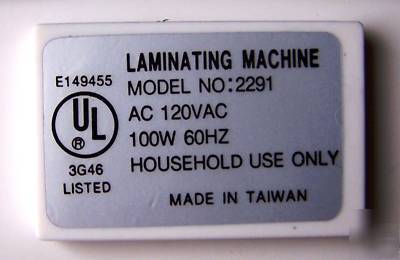 E149455
UL
®
3G46
LISTED
LAMINATING MACHINE
MODEL NO:2291
AC 120VAC
100W 60HZ
HOUSEHOLD USE ONLY
MADE IN TAIWAN